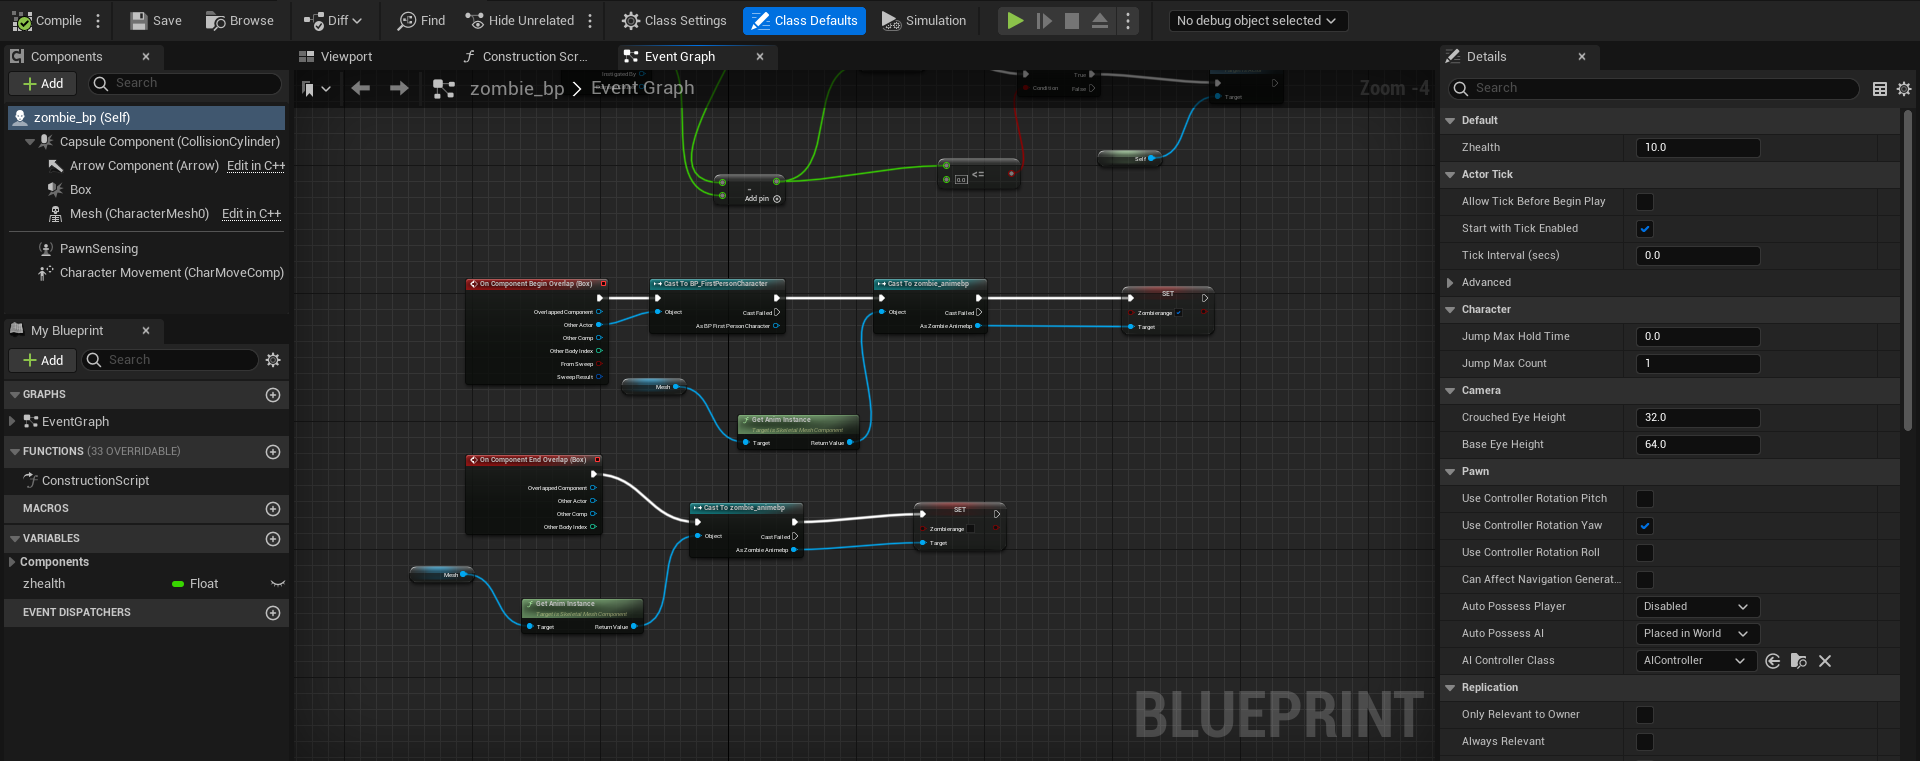 Compile
Save
Browse
Diff
Find
Hide Unrelated
Class Settings
Class Defaults
Simulation
No debug object selected
Components
Add
Search
zombie_bp (Self)
Capsule Component (CollisionCylinder)
Arrow Component (Arrow) Edit in C++
Box
Mesh (CharacterMesh0) Edit in C++
PawnSensing
Character Movement (CharMoveComp)
My Blueprint
Add
Search
GRAPHS
EventGraph
FUNCTIONS (33 OVERRIDABLE)
ConstructionScript
MACROS
VARIABLES
Components
zhealth Float
EVENT DISPATCHERS
Viewport
Construction Scr...
Event Graph
zombie_bp > Event Graph
Zoom -4
Instigated By
True
Condition
False
Target
Self
-
Add pin
0.0
<=
On Component Begin Overlap (Box)
Overlapped Component
Other Actor
Other Comp
Other Body Index
From Sweep
Sweep Result
Cast To BP_FirstPersonCharacter
Object
Cast Failed
As BP First Person Character
Cast To zombie_animebp
Object
Cast Failed
As Zombie Animebp
SET
Zombierange
Target
Mesh
Get Anim Instance
Target is Skeletal Mesh Component
Target
Return Value
On Component End Overlap (Box)
Overlapped Component
Other Actor
Other Comp
Other Body Index
Cast To zombie_animebp
Object
Cast Failed
As Zombie Animebp
SET
Zombierange
Target
Mesh
Get Anim Instance
Target is Skeletal Mesh Component
Target
Return Value
BLUEPRINT
Details
Search
Default
Zhealth 10.0
Actor Tick
Allow Tick Before Begin Play
Start with Tick Enabled
Tick Interval (secs) 0.0
Advanced
Character
Jump Max Hold Time 0.0
Jump Max Count 1
Camera
Crouched Eye Height 32.0
Base Eye Height 64.0
Pawn
Use Controller Rotation Pitch
Use Controller Rotation Yaw
Use Controller Rotation Roll
Can Affect Navigation Generat...
Auto Possess Player Disabled
Auto Possess AI Placed in World
AI Controller Class AIController
Replication
Only Relevant to Owner
Always Relevant